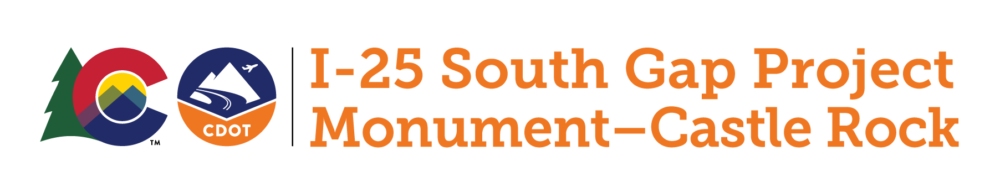 I-25 South Gap Project
Monument–Castle Rock
CDOT
TM